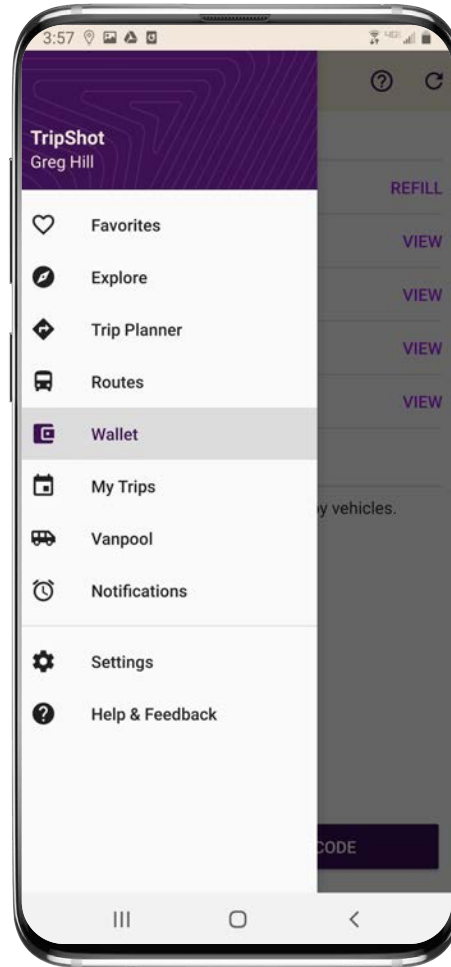 3:57
TripShot
Greg Hill
REFILL
Favorites
VIEW
Explore
VIEW
Trip Planner
VIEW
Routes
VIEW
Wallet
My Trips
y vehicles.
Vanpool
Notifications
Settings
Help & Feedback
CODE